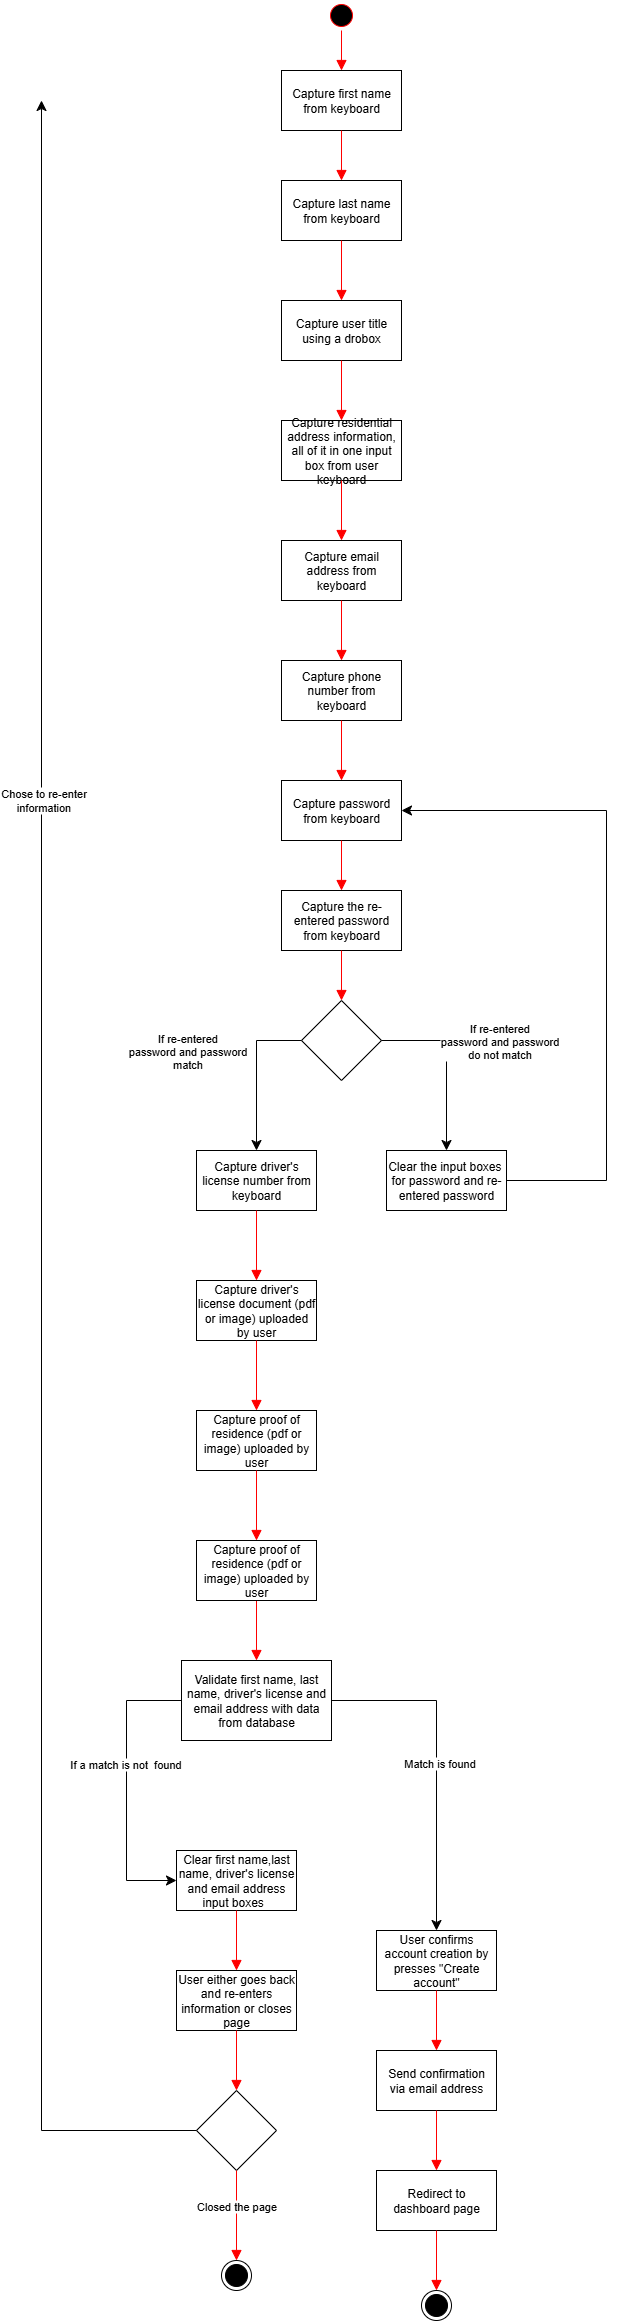 Capture first name
from keyboard
Capture last name
from keyboard
Capture user title
using a drobox
Capture residential
address information,
all of it in one input
box from user
keyboard
Capture email
address from
keyboard
Capture phone
number from
keyboard
Chose to re-enter
information
Capture password
from keyboard
Capture the re-
entered password
from keyboard
If re-entered
password and password
match
If re-entered
password and password
do not match
Capture driver's
license number from
keyboard
Clear the input boxes
for password and re-
entered password
Capture driver's
license document (pdf
or image) uploaded
by user
Capture proof of
residence (pdf or
image) uploaded by
user
Capture proof of
residence (pdf or
image) uploaded by
user
Validate first name, last
name, driver's license and
email address with data
from database
If a match is not  found
Match is found
Clear first name,last
name, driver's license
and email address
input boxes
User confirms
account creation by
presses "Create
account"
User either goes back
and re-enters
information or closes
page
Send confirmation
via email address
Redirect to
dashboard page
Closed the page